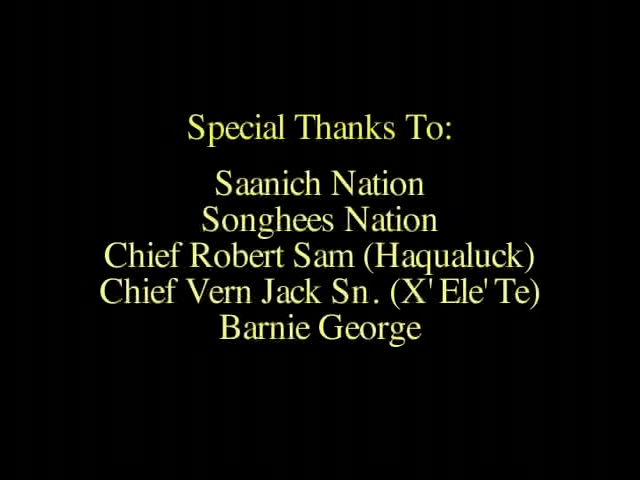 Special Thanks To:
Saanich Nation
Songhees Nation
Chief Robert Sam (Haqualuck)
Chief Vern Jack Sn. (X'Ele'Te)
Barnie George